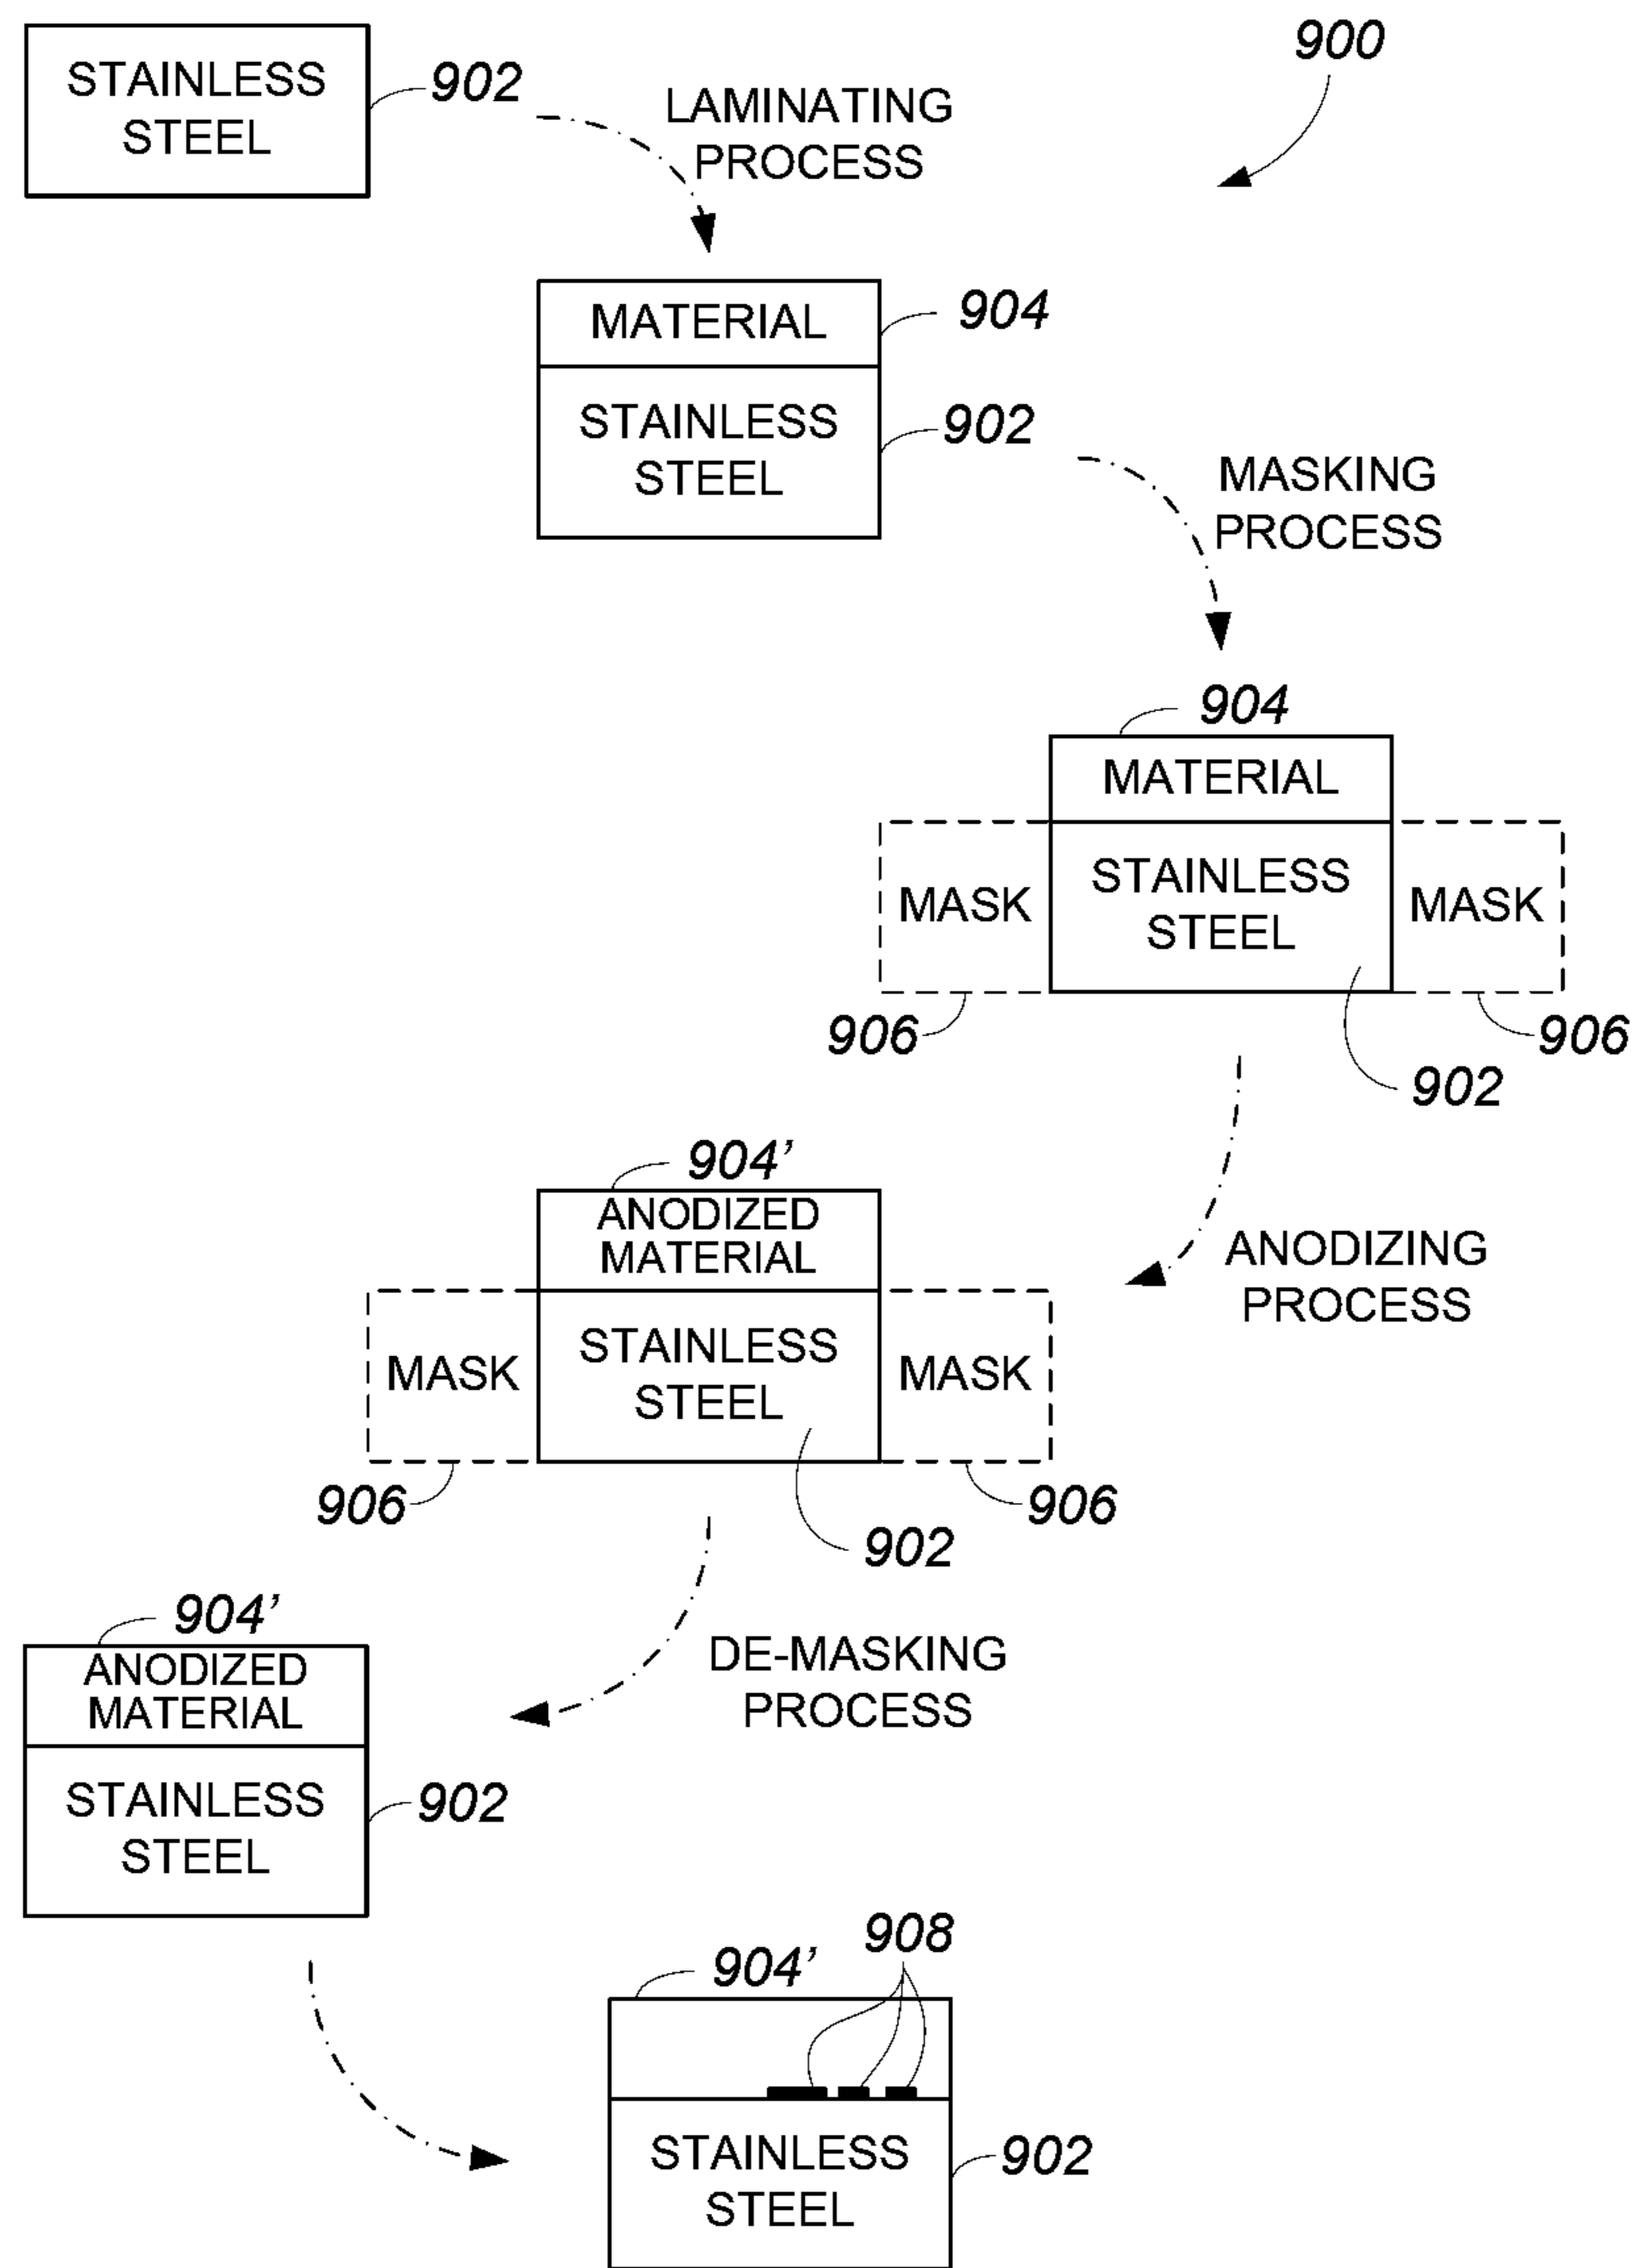 900
STAINLESS
STEEL
902
LAMINATING
PROCESS
MATERIAL
904
STAINLESS
STEEL
902
MASKING
PROCESS
904
MATERIAL
MASK
STAINLESS
STEEL
MASK
906
906
902
ANODIZING
PROCESS
904’
ANODIZED
MATERIAL
MASK
STAINLESS
STEEL
MASK
906
906
902
DE-MASKING
PROCESS
904’
ANODIZED
MATERIAL
STAINLESS
STEEL
902
908
904’
STAINLESS
STEEL
902